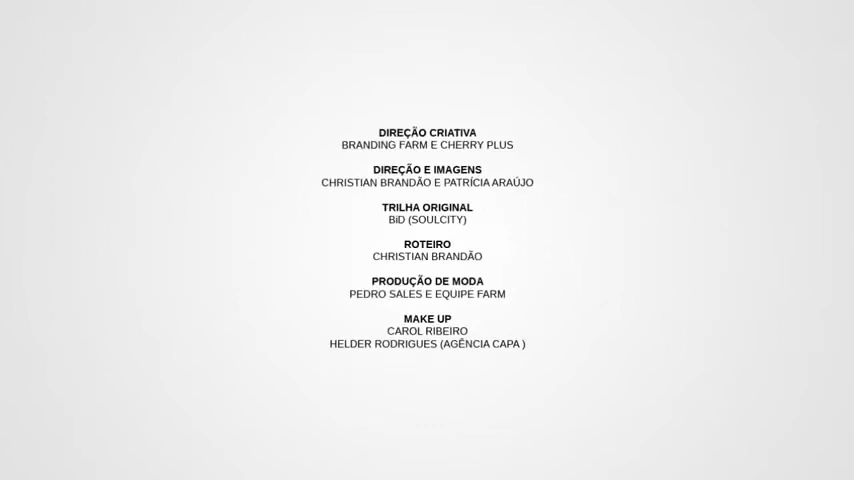 DIREÇÃO CRIATIVA
BRANDING FARM E CHERRY PLUS
DIREÇÃO E IMAGENS
CHRISTIAN BRANDÃO E PATRÍCIA ARAÚJO
TRILHA ORIGINAL
BiD (SOULCITY)
ROTEIRO
CHRISTIAN BRANDÃO
PRODUÇÃO DE MODA
PEDRO SALES E EQUIPE FARM
MAKE UP
CAROL RIBEIRO
HELDER RODRIGUES (AGÊNCIA CAPA )